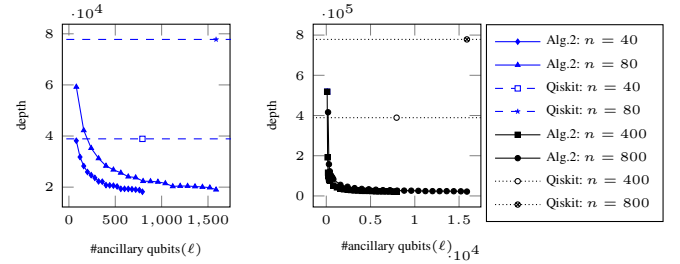 ·10^4
8
6
4
2
depth
0 500 1,000 1,500
#ancillary qubits(ℓ)
·10^5
8
6
4
2
0
depth
0 0.5 1 1.5
#ancillary qubits(ℓ) ·10^4
Alg.2: n = 40
Alg.2: n = 80
Qiskit: n = 40
Qiskit: n = 80
Alg.2: n = 400
Alg.2: n = 800
Qiskit: n = 400
Qiskit: n = 800